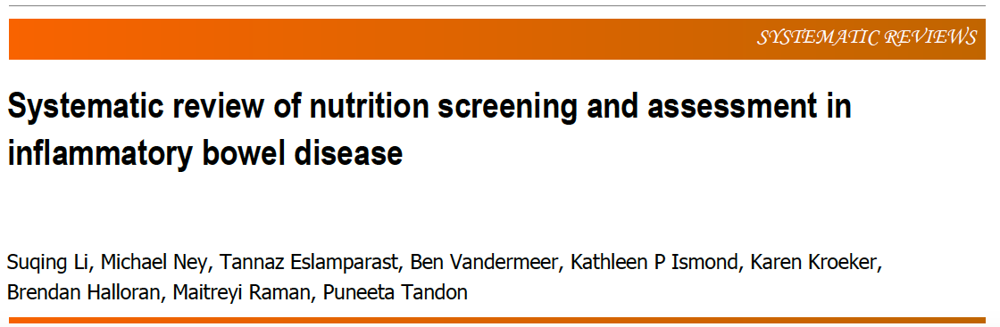 SYSTEMATIC REVIEWS
Systematic review of nutrition screening and assessment in
inflammatory bowel disease
Suqing Li, Michael Ney, Tannaz Eslamparast, Ben Vandermeer, Kathleen P Ismond, Karen Kroeker,
Brendan Halloran, Maitreyi Raman, Puneeta Tandon